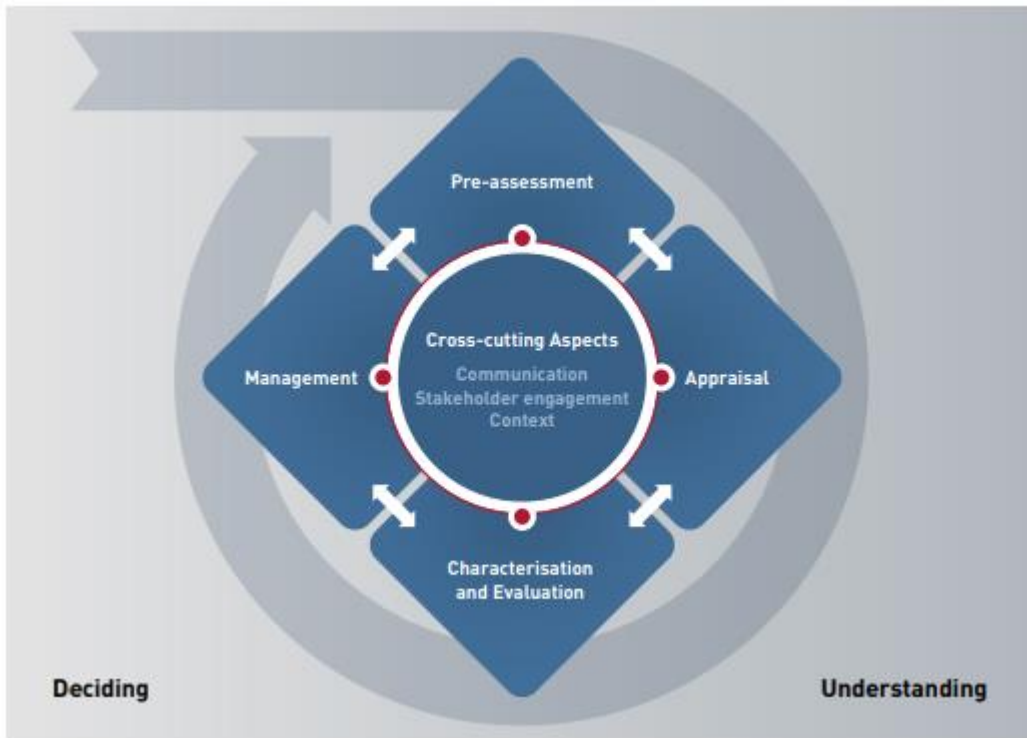 Pre-assessment
Management
Cross-cutting Aspects
Communication
Stakeholder engagement
Context
Appraisal
Characterisation
and Evaluation
Deciding
Understanding